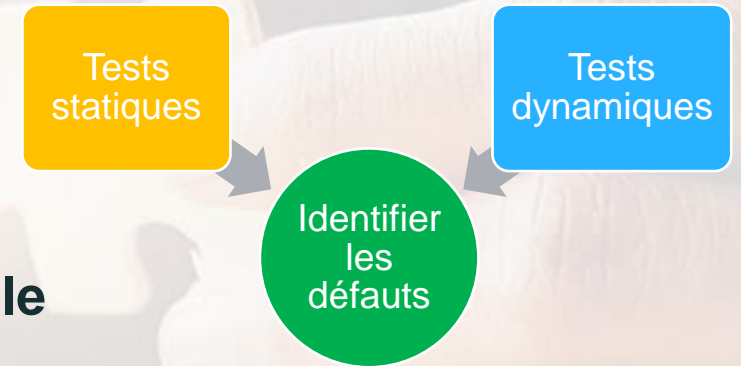 Tests
statiques
Tests
dynamiques
Identifier
les
défauts
le